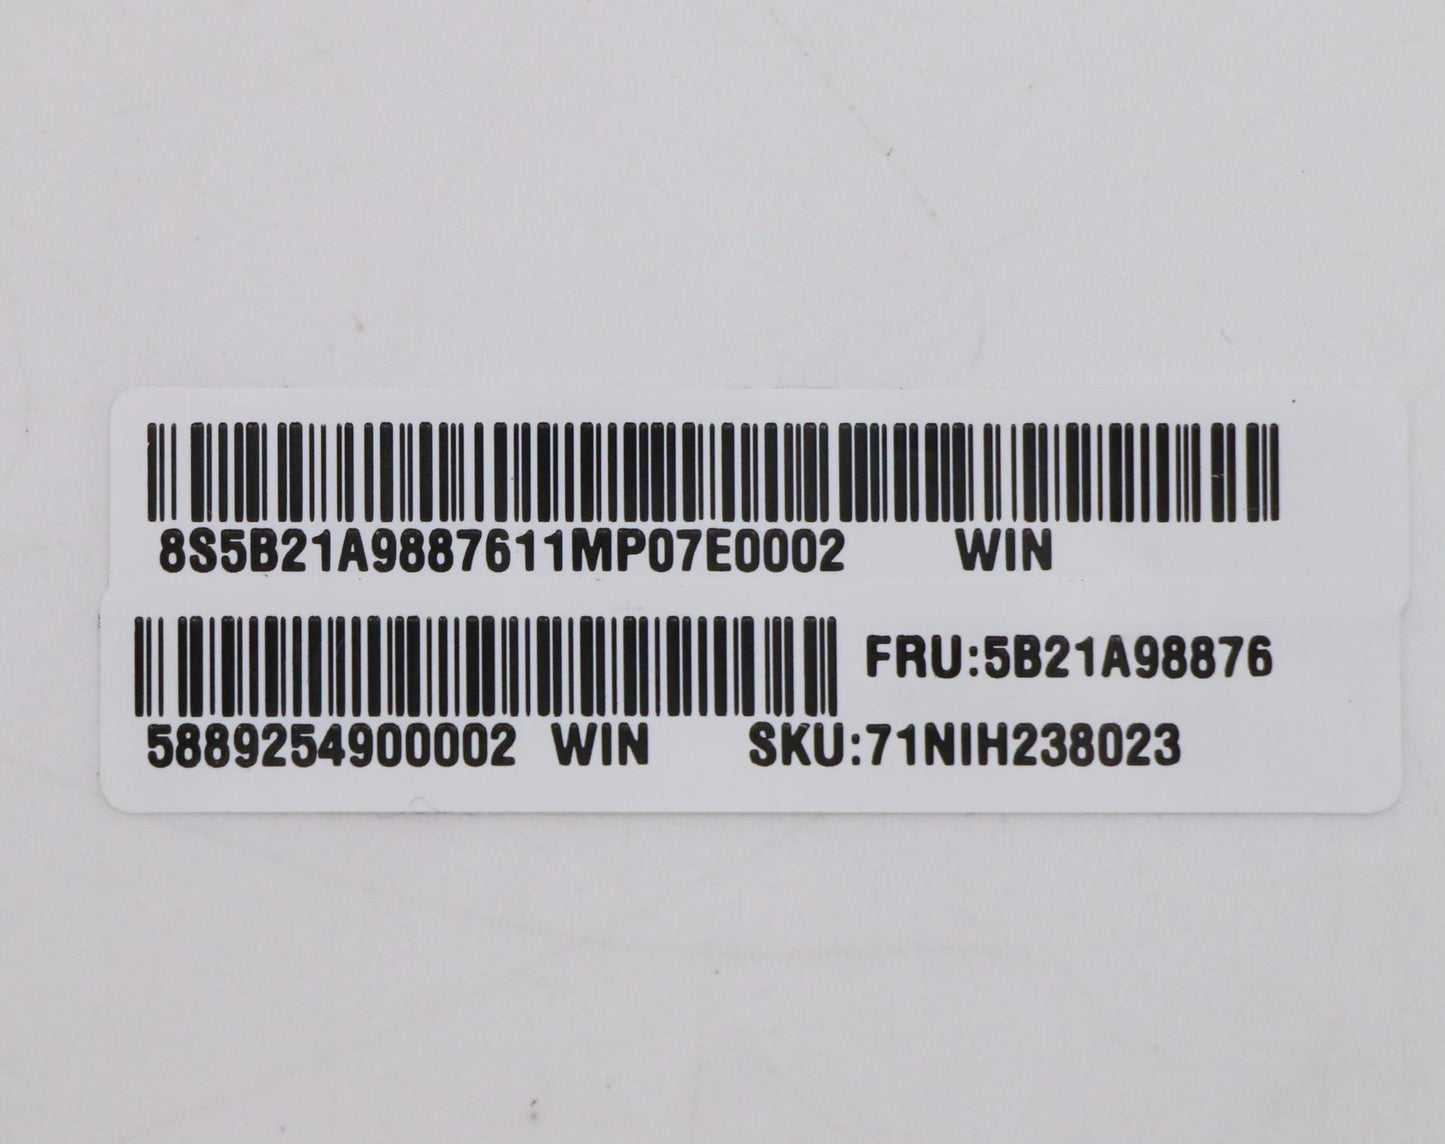 8S5B21A9887611MP07E0002 WIN
FRU:5B21A98876
5889254900002 WIN SKU:71NIH238023